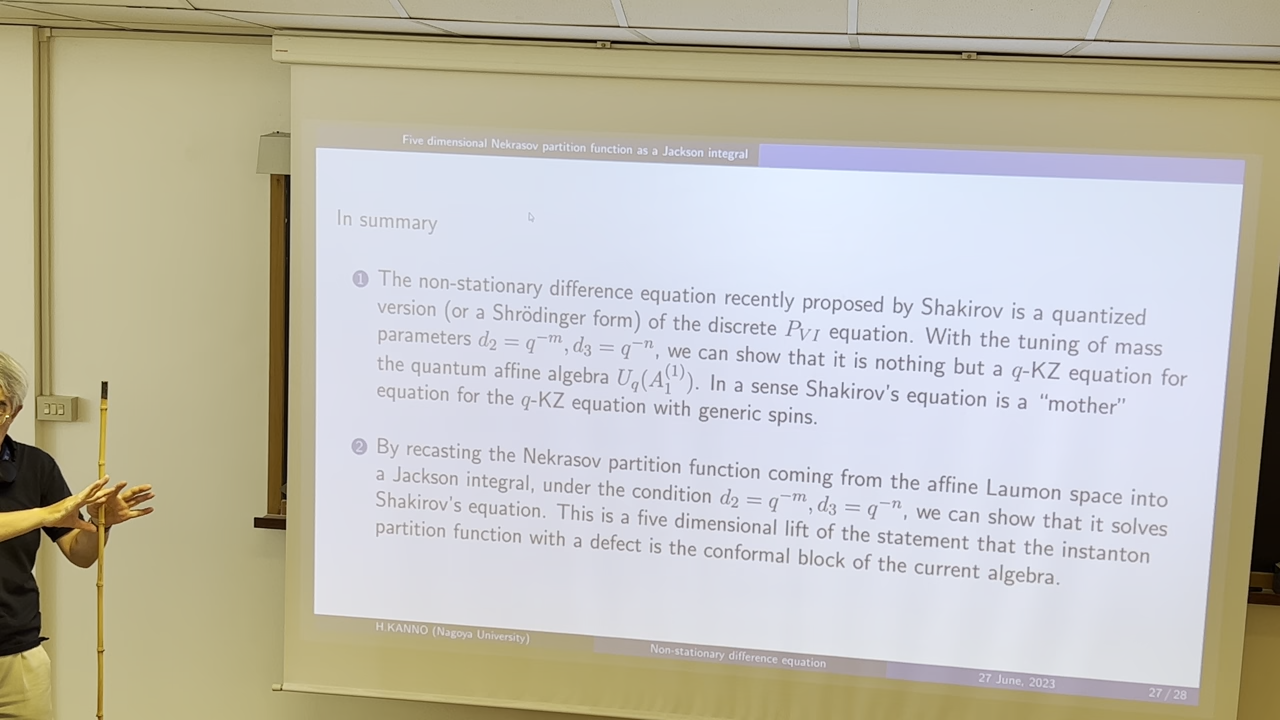 Five dimensional Nekrasov partition function as a Jackson integral
In summary
1 The non-stationary difference equation recently proposed by Shakirov is a quantized
version (or a Shrödinger form) of the discrete P_{VI} equation. With the tuning of mass
parameters d_2 = q^{-m}, d_3 = q^{-n}, we can show that it is nothing but a q-KZ equation for
the quantum affine algebra U_q(A_1^{(1)}). In a sense Shakirov's equation is a “mother”
equation for the q-KZ equation with generic spins.
2 By recasting the Nekrasov partition function coming from the affine Laumon space into
a Jackson integral, under the condition d_2 = q^{-m}, d_3 = q^{-n}, we can show that it solves
Shakirov's equation. This is a five dimensional lift of the statement that the instanton
partition function with a defect is the conformal block of the current algebra.
H.KANNO (Nagoya University)
Non-stationary difference equation
27 June, 2023
27 / 28